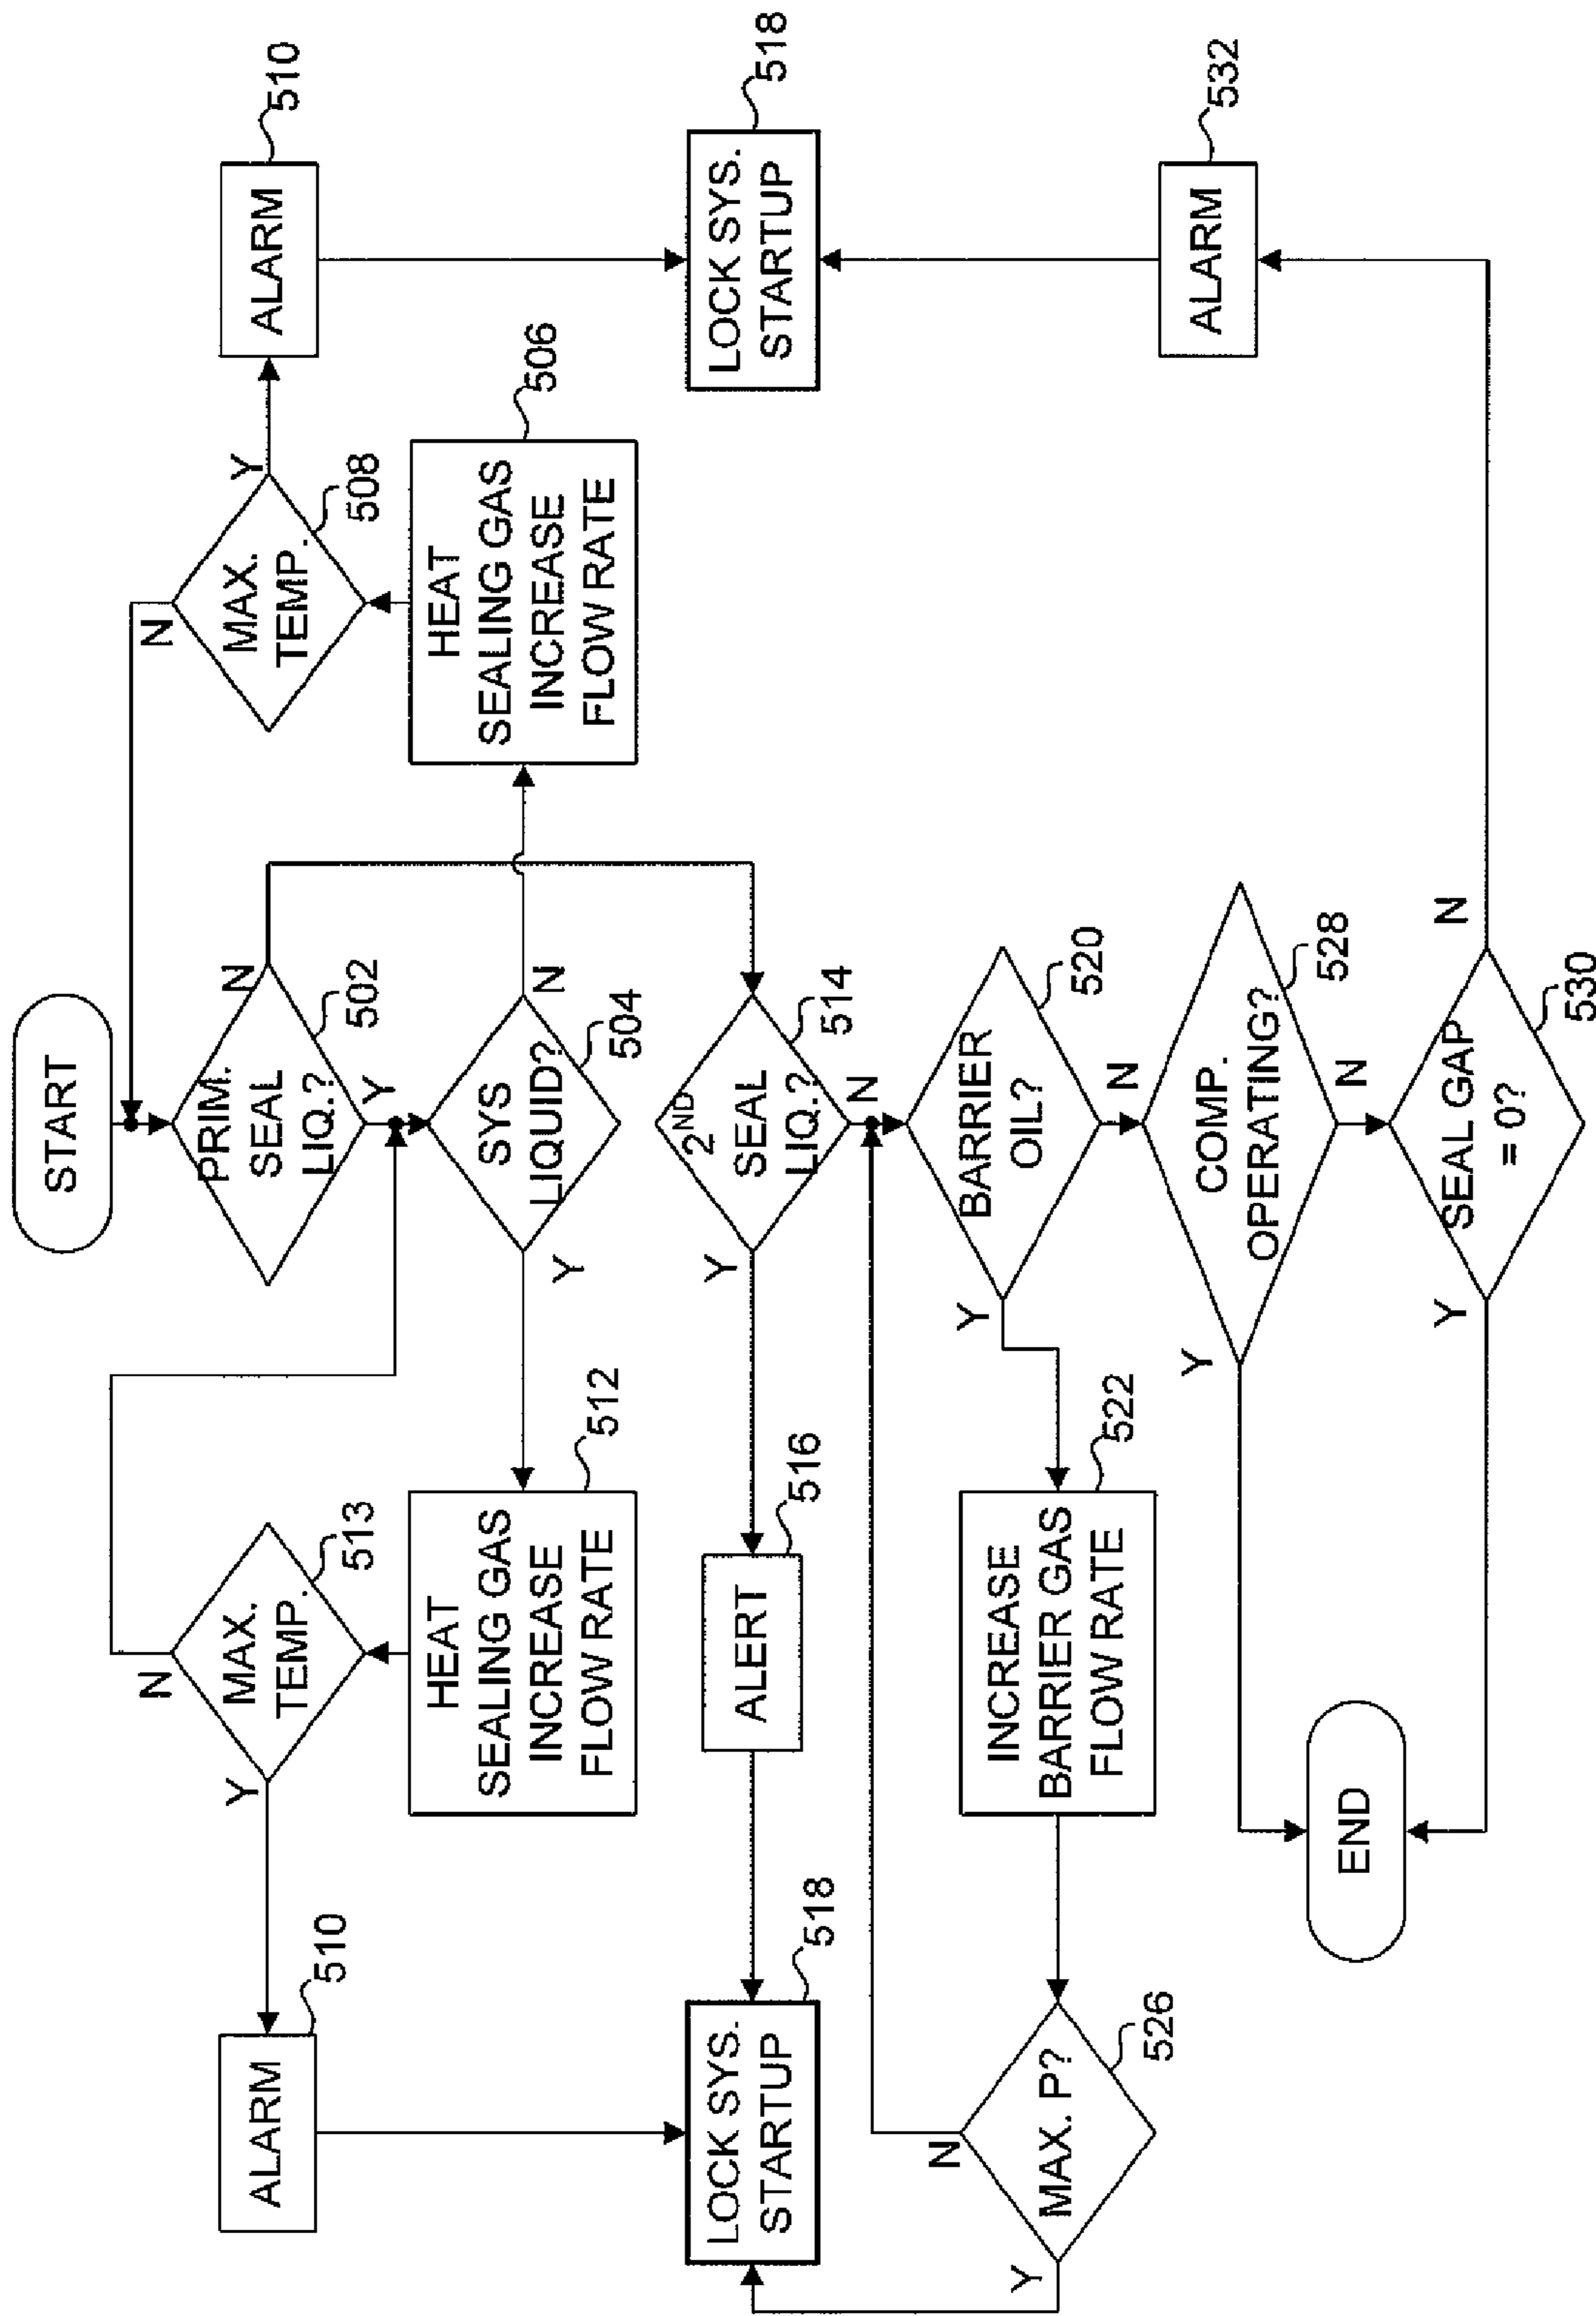 START
PRIM.
SEAL
LIQ.?
502
N
Y
SYS
LIQUID?
504
N
Y
HEAT
SEALING GAS
INCREASE
FLOW RATE
506
MAX.
TEMP.
508
N
Y
ALARM
510
LOCK SYS.
STARTUP
518
HEAT
SEALING GAS
INCREASE
FLOW RATE
512
MAX.
TEMP.
513
N
Y
ALARM
510
2ND
SEAL
LIQ.?
514
Y
N
ALERT
516
LOCK SYS.
STARTUP
518
BARRIER
OIL?
520
Y
N
INCREASE
BARRIER GAS
FLOW RATE
522
MAX. P?
526
N
Y
COMP.
OPERATING?
528
Y
N
SEAL GAP
= 0?
530
Y
N
END
ALARM
532